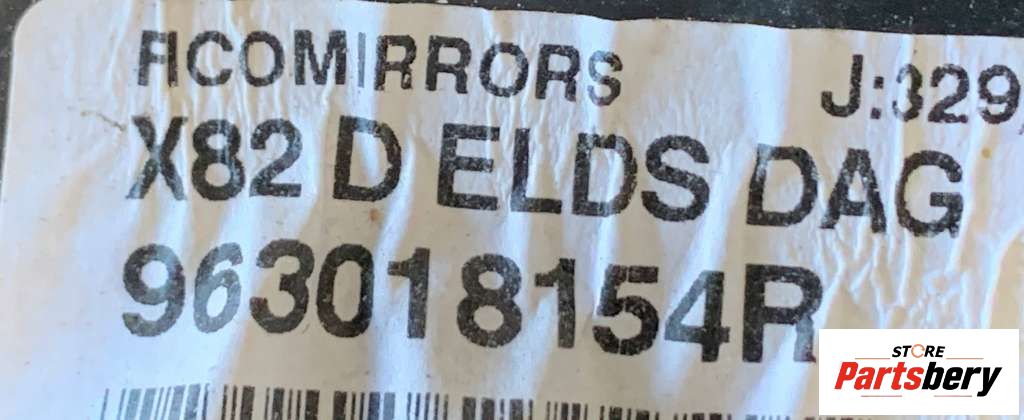 FICOMIRRORS J:329
X82 D ELDS DAG
963018154R
STORE
Partsbery